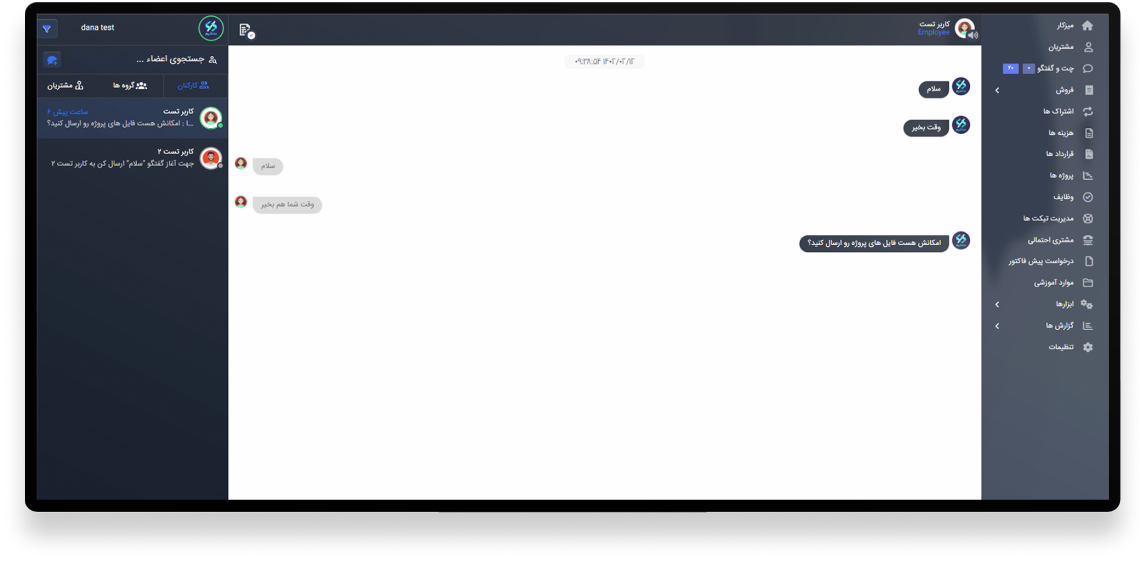 میزکار
مشتریان
چت و گفتگو ۰ ۲۰
فروش
اشتراک ها
هزینه ها
قرارداد ها
پروژه ها
وظایف
مدیریت تیکت ها
مشتری احتمالی
درخواست پیش فاکتور
موارد آموزشی
ابزارها
گزارش ها
تنظیمات
کاربر تست
Employee
۱۴۰۲/۰۲/۱۲ ۰۹:۳۸:۵۴
سلام
وقت بخیر
سلام
وقت شما هم بخیر
امکانش هست فایل های پروژه رو ارسال کنید؟
dana test
جستجوی اعضاء ...
کارکنان
گروه ها
مشتریان
کاربر تست
ساعت پیش ۶
ا... : امکانش هست فایل های پروژه رو ارسال کنید؟
کاربر تست ۲
جهت آغاز گفتگو "سلام" ارسال کن به کاربر تست ۲